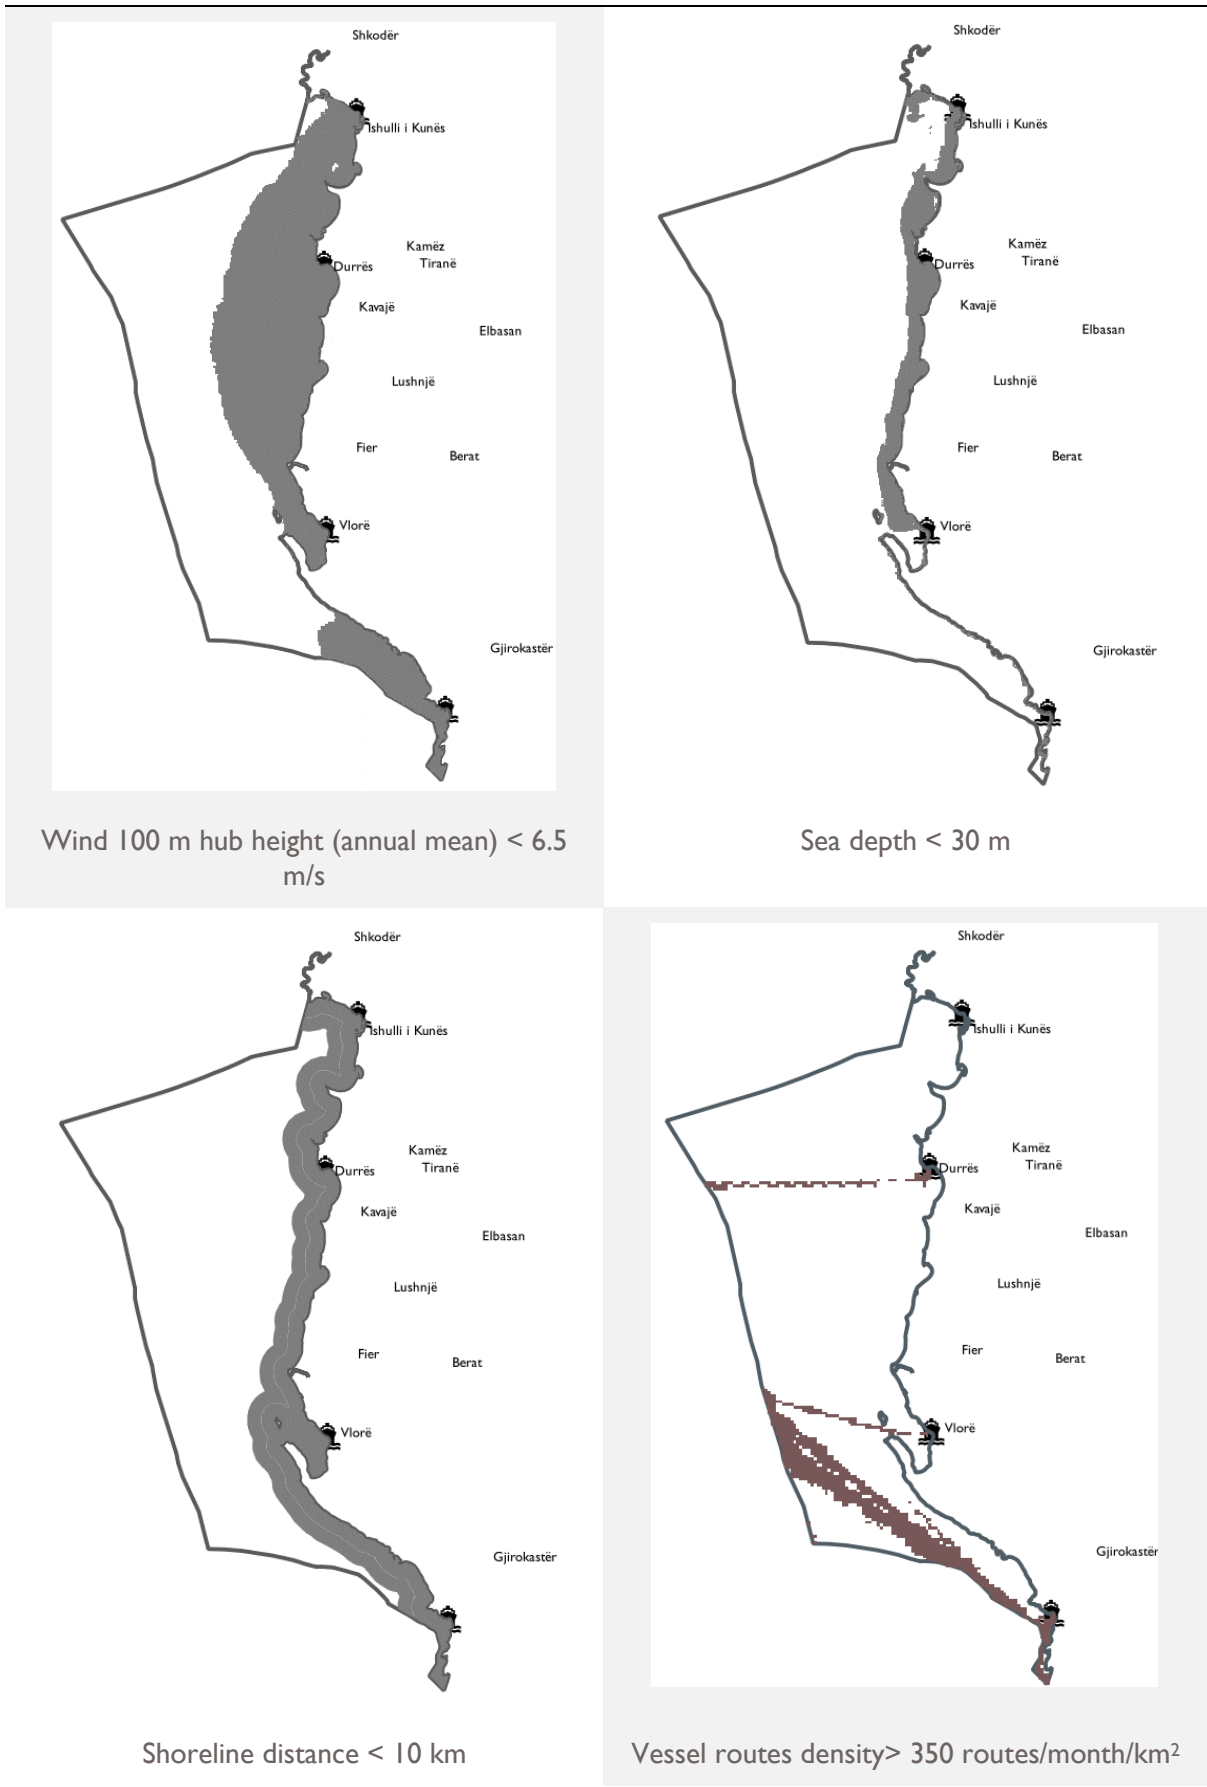 Shkodër
Ishulli i Kunës
Kamëz
Tiranë
Durrës
Kavajë
Elbasan
Lushnjë
Fier
Berat
Vlorë
Gjirokastër
Wind 100 m hub height (annual mean) < 6.5
m/s
Shkodër
Ishulli i Kunës
Kamëz
Tiranë
Durrës
Kavajë
Elbasan
Lushnjë
Fier
Berat
Vlorë
Gjirokastër
Sea depth < 30 m
Shkodër
Ishulli i Kunës
Kamëz
Tiranë
Durrës
Kavajë
Elbasan
Lushnjë
Fier
Berat
Vlorë
Gjirokastër
Shoreline distance < 10 km
Shkodër
Ishulli i Kunës
Kamëz
Tiranë
Durrës
Kavajë
Elbasan
Lushnjë
Fier
Berat
Vlorë
Gjirokastër
Vessel routes density> 350 routes/month/km²